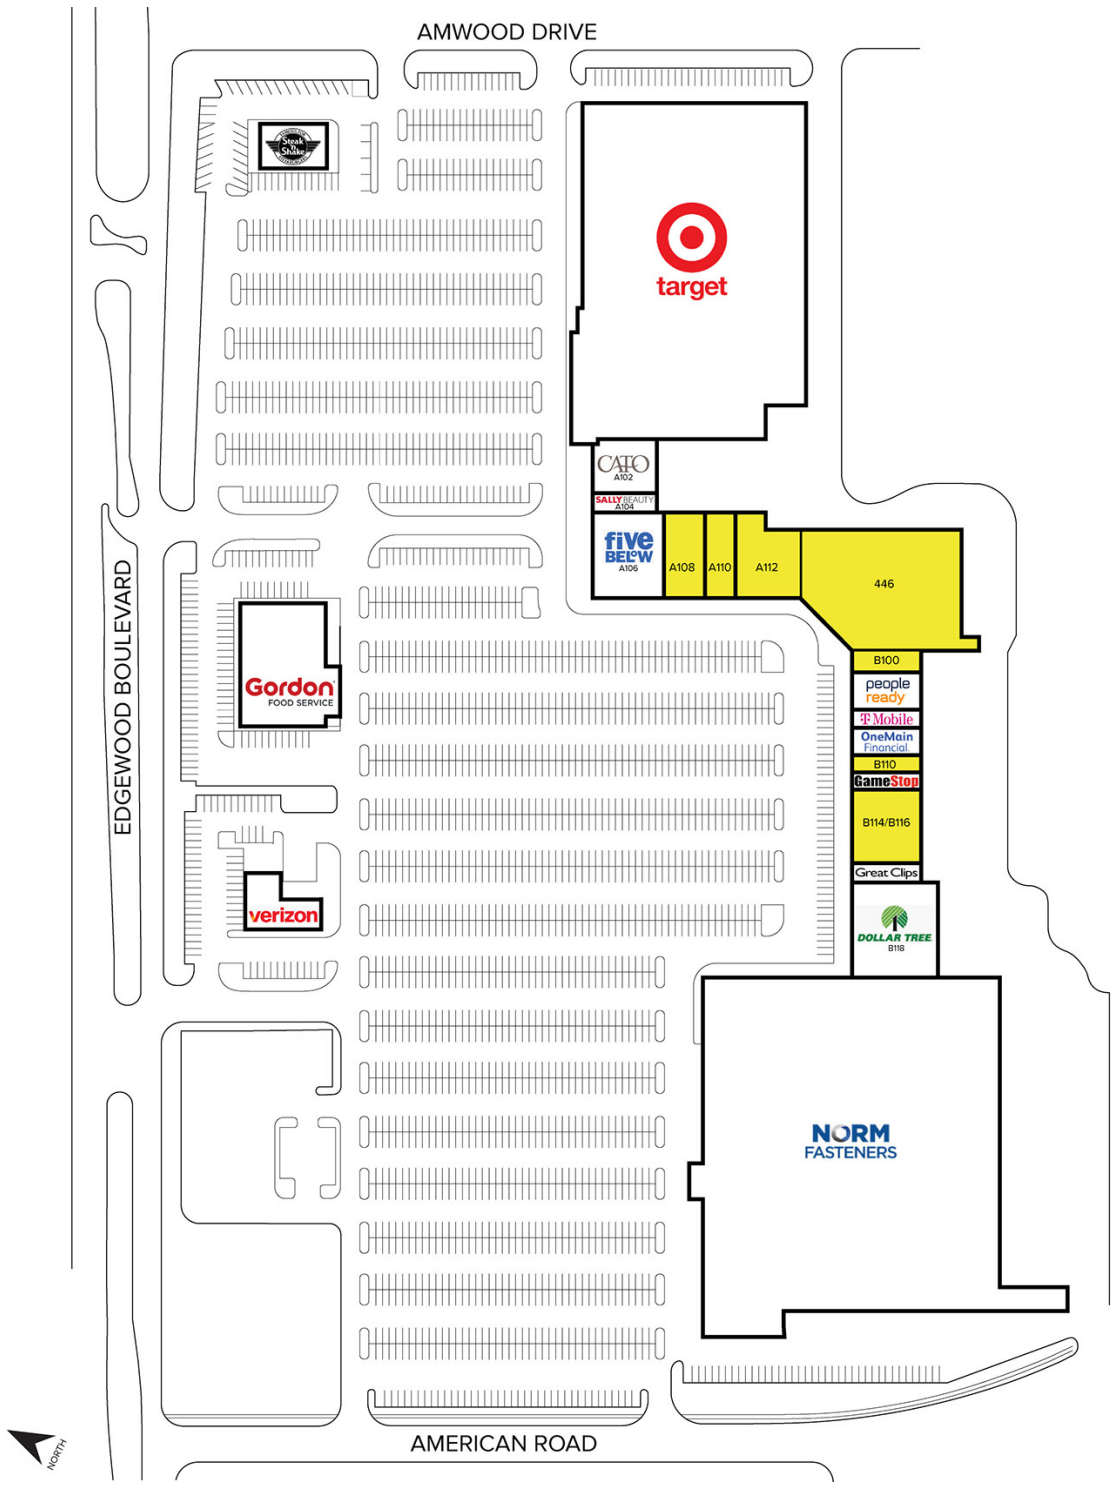 AMWOOD DRIVE
Steak
'n
Shake
target
CATO
A102
SALLY BEAUTY
A104
five
BELOW
A106
A108
A110
A112
446
B100
people
ready
T Mobile
OneMain
Financial.
B110
GameStop
B114/B116
Great Clips
DOLLAR TREE
B118
EDGEWOOD BOULEVARD
Gordon
FOOD SERVICE
verizon
NORM
FASTENERS
AMERICAN ROAD
NORTH